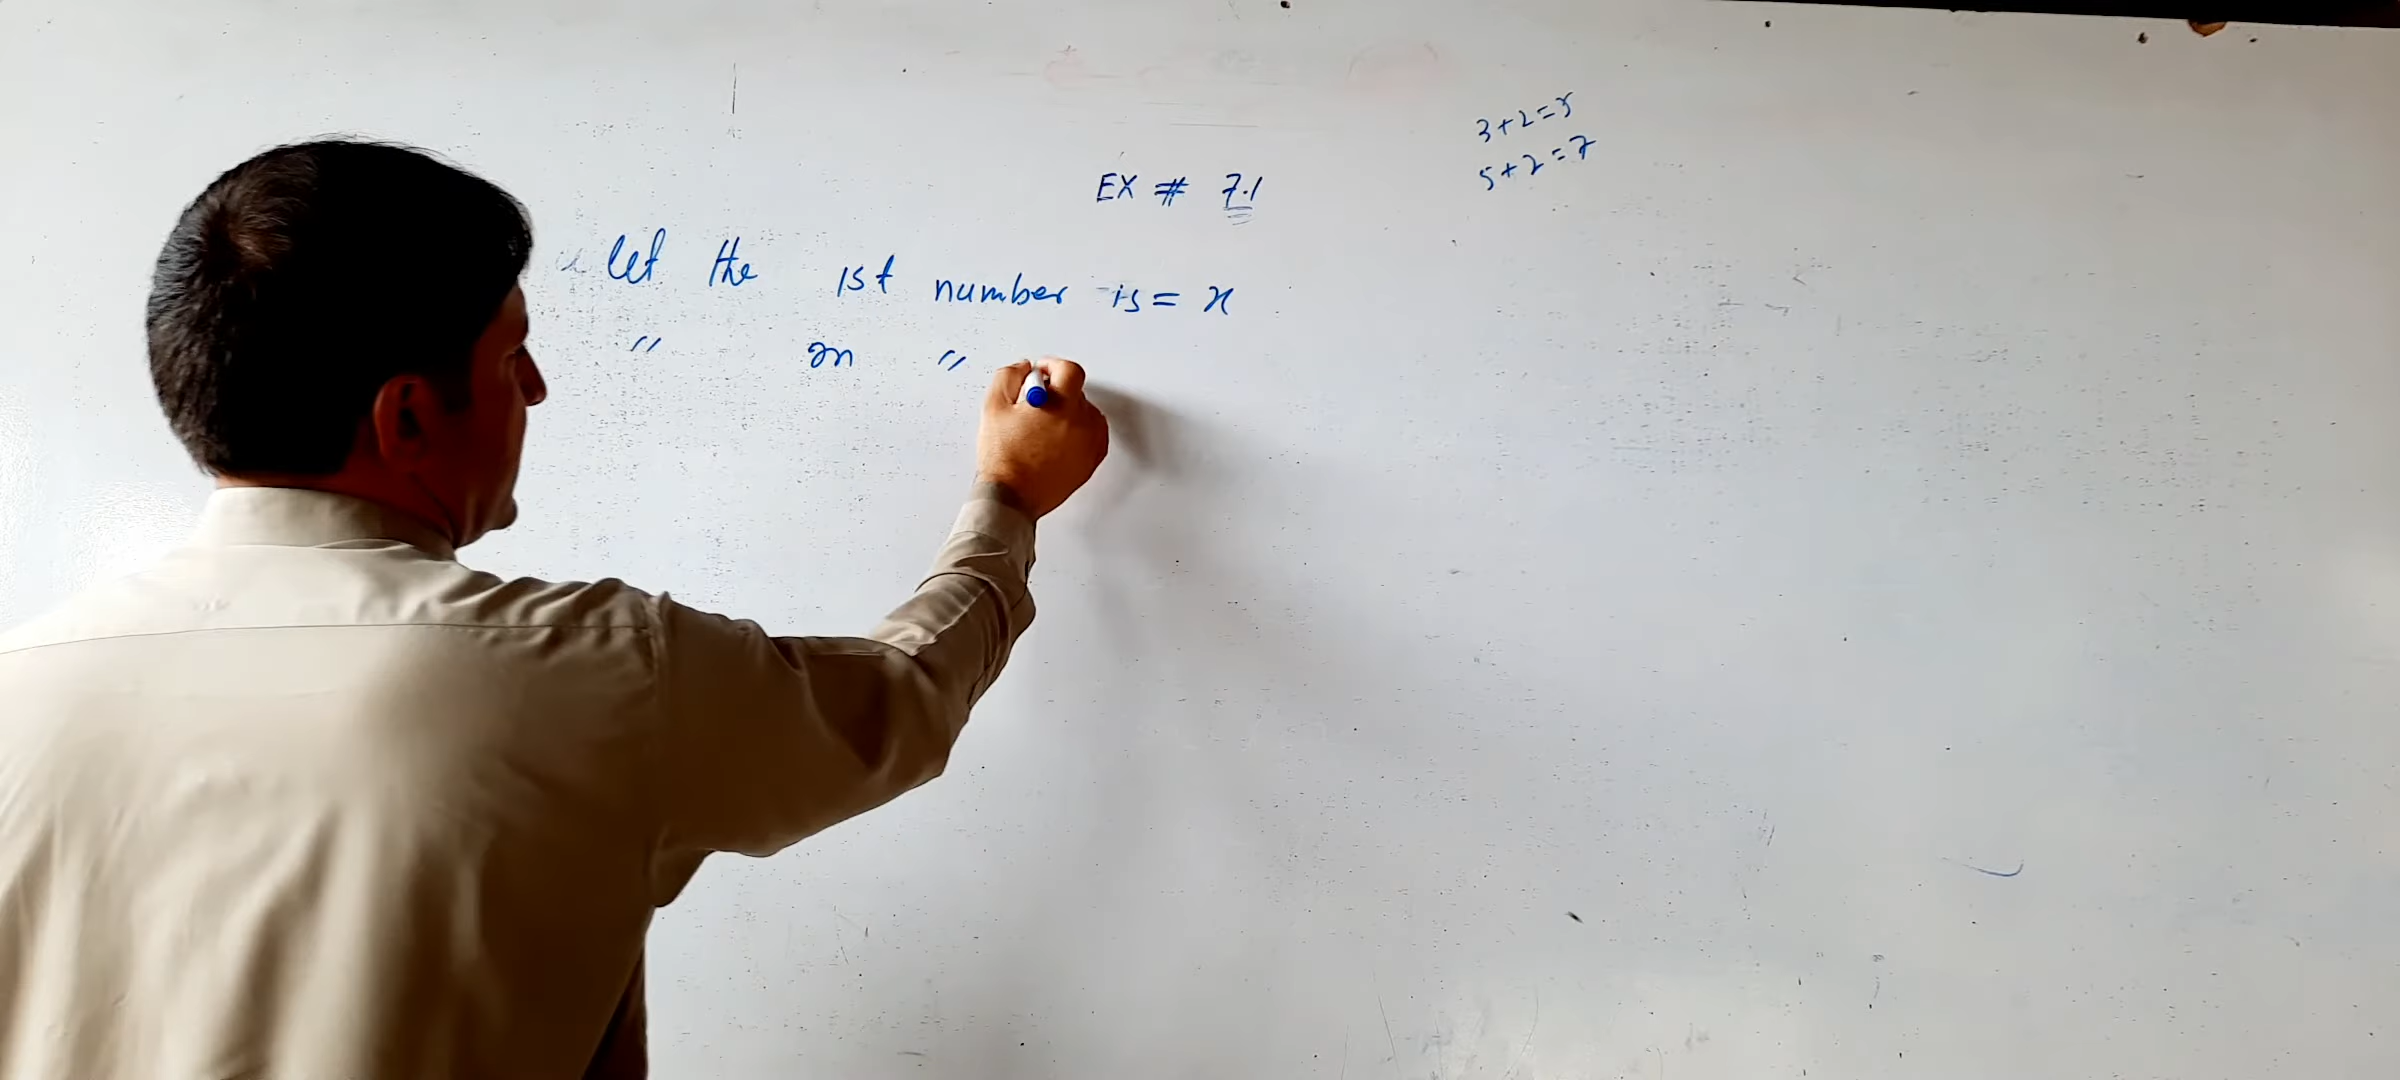 3+2=5
5+2=7
EX # 7.1
let the 1st number is = x
" 2n "